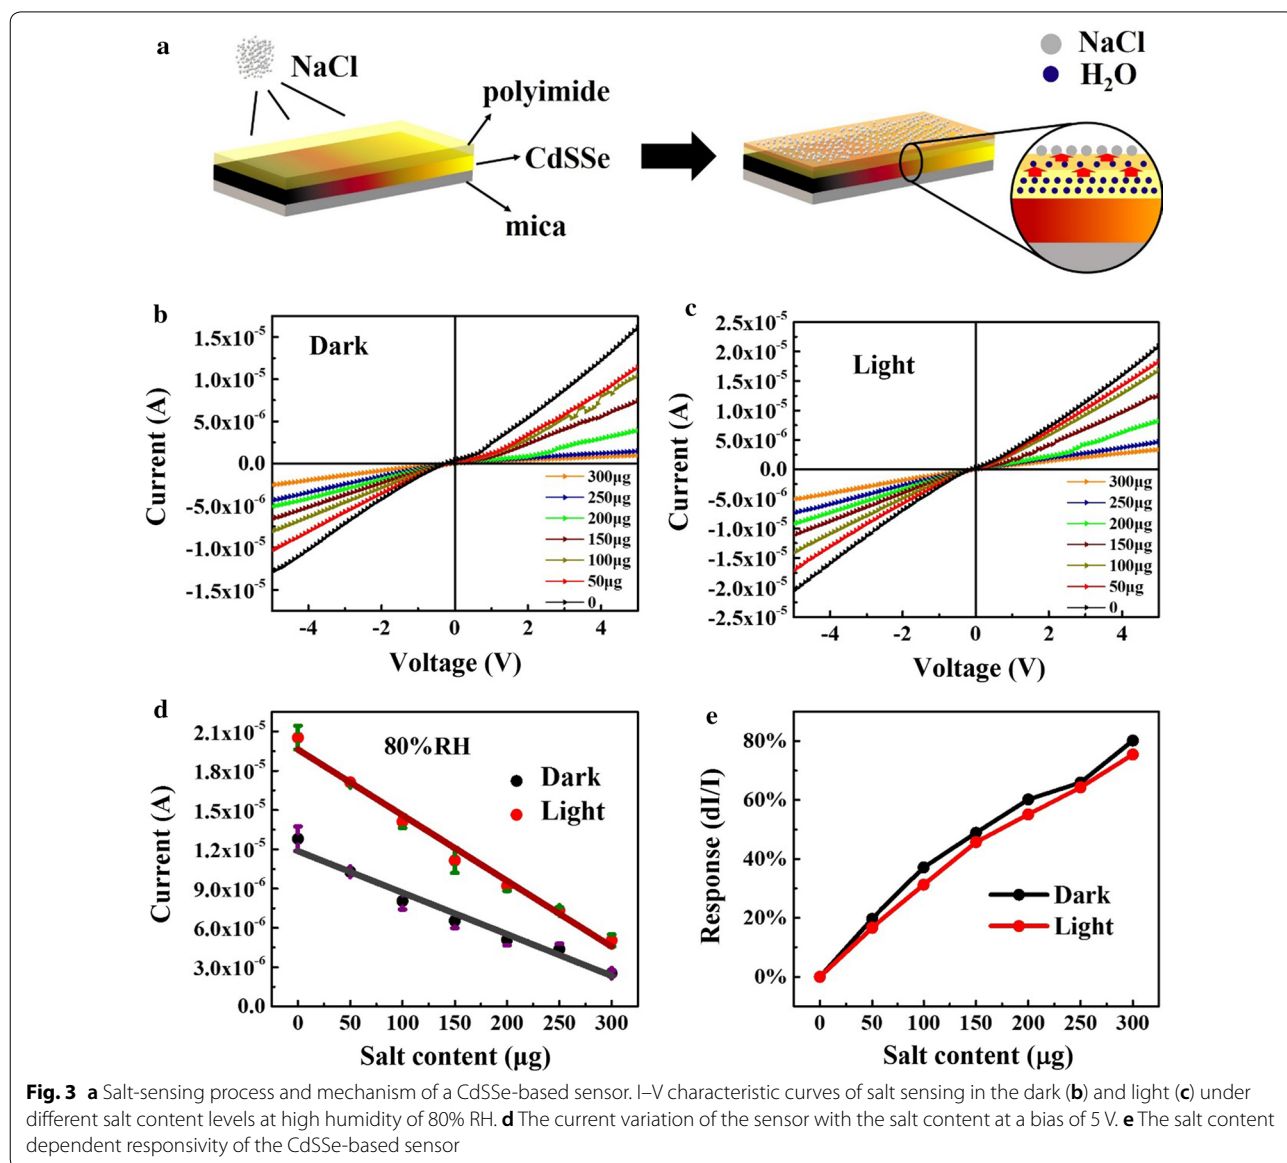 a
NaCl
polyimide
CdSSe
mica
NaCl
H₂O
b
Dark
1.5x10⁻⁵
1.0x10⁻⁵
5.0x10⁻⁶
0.0
-5.0x10⁻⁶
-1.0x10⁻⁵
-1.5x10⁻⁵
Current (A)
300μg
250μg
200μg
150μg
100μg
50μg
0
-4 -2 0 2 4
Voltage (V)
c
Light
2.5x10⁻⁵
2.0x10⁻⁵
1.5x10⁻⁵
1.0x10⁻⁵
5.0x10⁻⁶
0.0
-5.0x10⁻⁶
-1.0x10⁻⁵
-1.5x10⁻⁵
-2.0x10⁻⁵
-2.5x10⁻⁵
Current (A)
300μg
250μg
200μg
150μg
100μg
50μg
0
-4 -2 0 2 4
Voltage (V)
d
80%RH
Dark
Light
2.1x10⁻⁵
1.8x10⁻⁵
1.5x10⁻⁵
1.2x10⁻⁵
9.0x10⁻⁶
6.0x10⁻⁶
3.0x10⁻⁶
0.0
Current (A)
0 50 100 150 200 250 300
Salt content (μg)
e
80%
60%
40%
20%
0%
Response (dI/I)
Dark
Light
0 50 100 150 200 250 300
Salt content (μg)
Fig. 3 a Salt-sensing process and mechanism of a CdSSe-based sensor. I–V characteristic curves of salt sensing in the dark (b) and light (c) under
different salt content levels at high humidity of 80% RH. d The current variation of the sensor with the salt content at a bias of 5 V. e The salt content
dependent responsivity of the CdSSe-based sensor